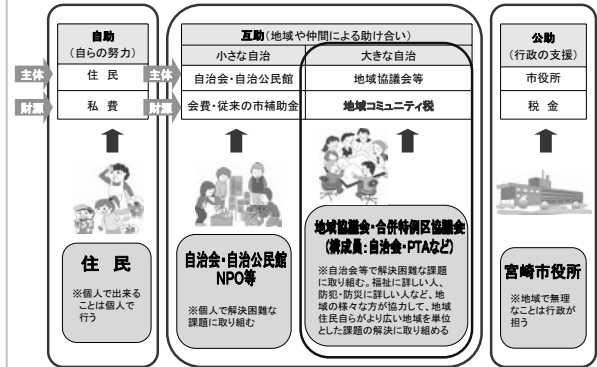 自助
(自らの努力)
主体
住 民
財源
私 費
住 民
※個人で出来る
ことは個人で
行う
互助(地域や仲間による助け合い)
小さな自治
大きな自治
主体
自治会・自治公民館
地域協議会等
財源
会費・従来の市補助金
地域コミュニティ税
自治会・自治公民館
NPO等
※個人で解決困難な
課題に取り組む
地域協議会・合併特例区協議会
(構成員:自治会・PTAなど)
※自治会等で解決困難な課題
に取り組む。福祉に詳しい人、
防犯・防災に詳しい人など、地
域の様々な方が協力して、地域
住民自らがより広い地域を単位
とした課題の解決に取り組める
公助
(行政の支援)
市役所
税 金
宮崎市役所
※地域で無理
なことは行政が
担う